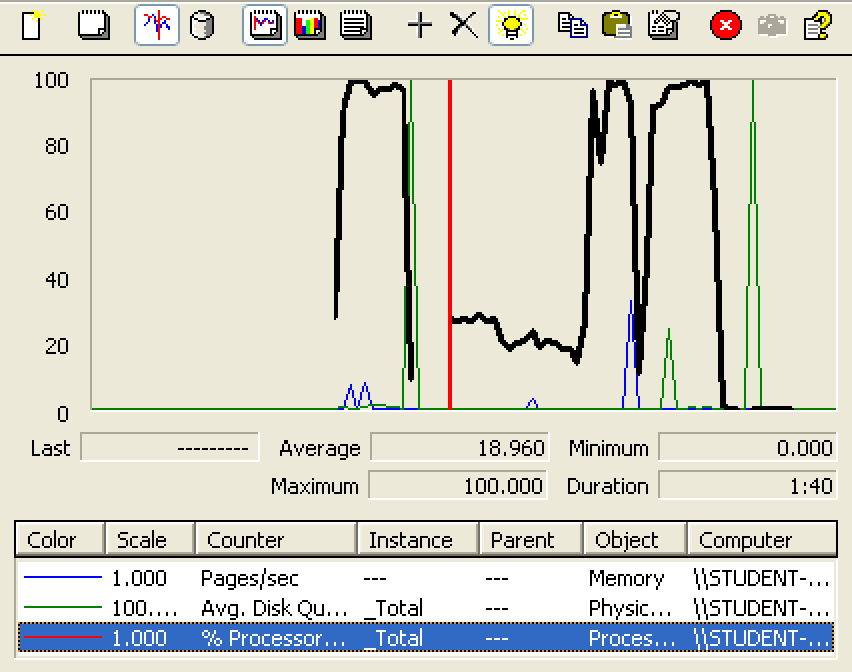 100
80
60
40
20
0
Last --------- Average 18.960 Minimum 0.000
Maximum 100.000 Duration 1:40
Color Scale Counter Instance Parent Object Computer
1.000 Pages/sec --- --- Memory \\STUDENT-...
100.... Avg. Disk Qu... _Total --- Physic... \\STUDENT-...
1.000 % Processor... _Total --- Proces... \\STUDENT-...